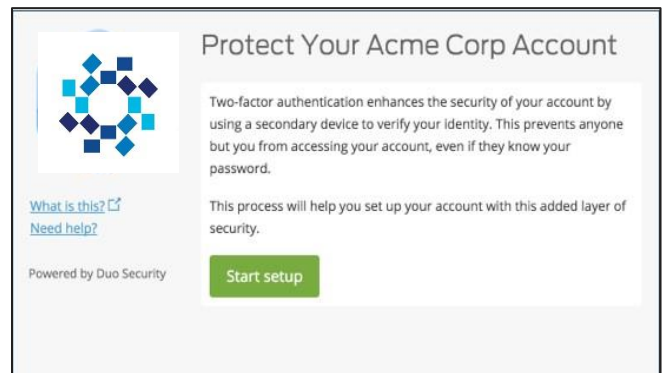 Protect Your Acme Corp Account
Two-factor authentication enhances the security of your account by
using a secondary device to verify your identity. This prevents anyone
but you from accessing your account, even if they know your
password.
This process will help you set up your account with this added layer of
security.
Start setup
What is this?
Need help?
Powered by Duo Security